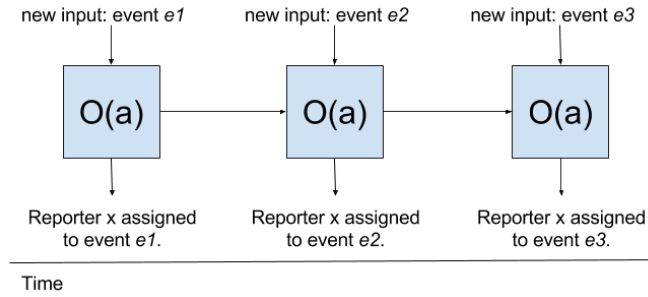 new input: event e1
new input: event e2
new input: event e3
O(a)
O(a)
O(a)
Reporter x assigned
to event e1.
Reporter x assigned
to event e2.
Reporter x assigned
to event e3.
Time